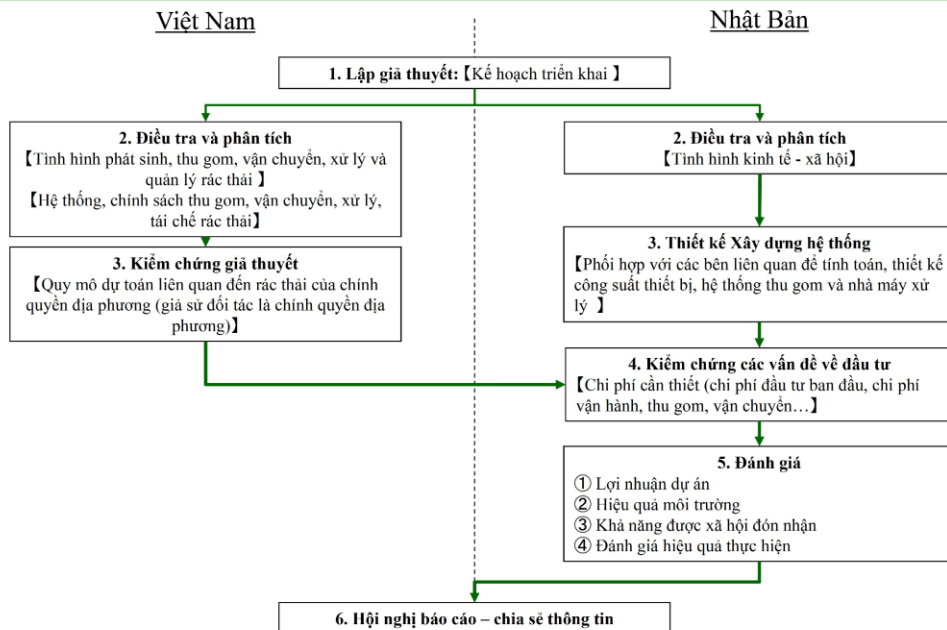 Việt Nam
Nhật Bản
1. Lập giả thuyết:【Kế hoạch triển khai 】
2. Điều tra và phân tích
【Tình hình phát sinh, thu gom, vận chuyển, xử lý và
quản lý rác thải 】
【Hệ thống, chính sách thu gom, vận chuyển, xử lý,
tái chế rác thải】
2. Điều tra và phân tích
【Tình hình kinh tế - xã hội】
3. Kiểm chứng giả thuyết
【Quy mô dự toán liên quan đến rác thải của chính
quyền địa phương (giả sử đối tác là chính quyền địa
phương)】
3. Thiết kế Xây dựng hệ thống
【Phối hợp với các bên liên quan để tính toán, thiết kế
công suất thiết bị, hệ thống thu gom và nhà máy xử
lý 】
4. Kiểm chứng các vấn đề về đầu tư
【Chi phí cần thiết (chi phí đầu tư ban đầu, chi phí
vận hành, thu gom, vận chuyển…】
5. Đánh giá
① Lợi nhuận dự án
② Hiệu quả môi trường
③ Khả năng được xã hội đón nhận
④ Đánh giá hiệu quả thực hiện
6. Hội nghị báo cáo – chia sẻ thông tin